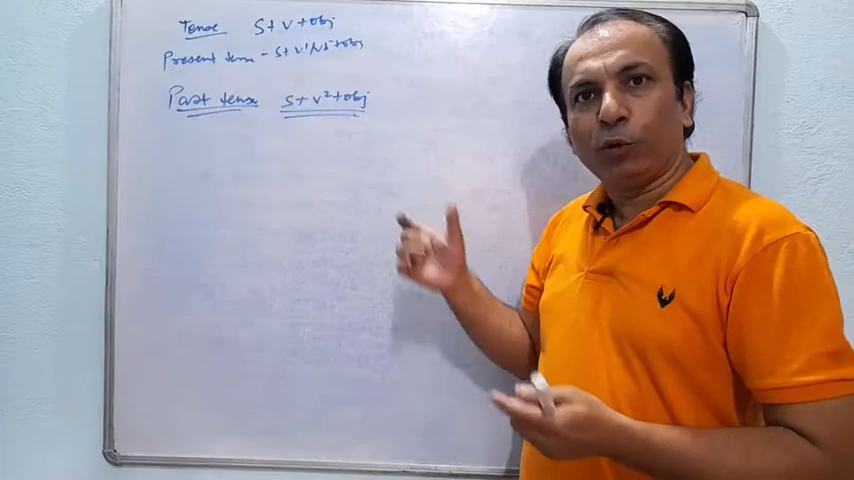 Tense S + V + obj
Present tense - S + V¹/V5 + obj
Past tense S + V² + obj